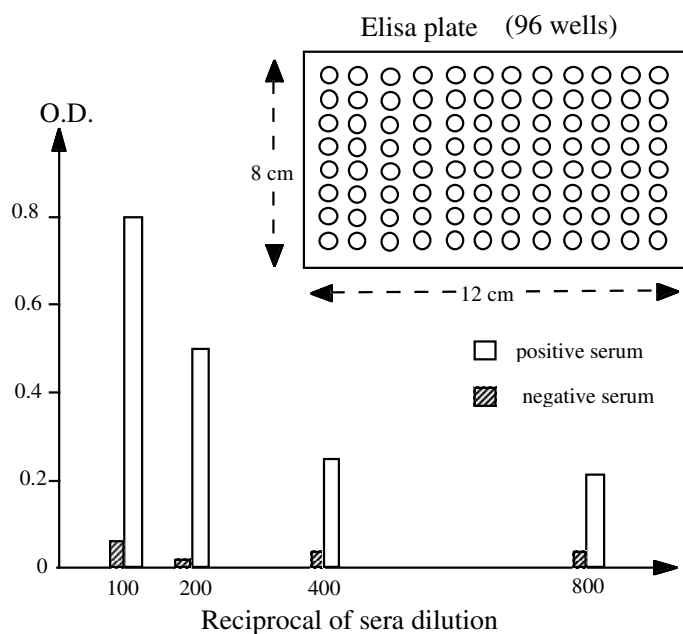 Elisa plate (96 wells)
O.D.
8 cm
12 cm
0.8
0.6
0.4
0.2
0
positive serum
negative serum
100 200 400 800
Reciprocal of sera dilution